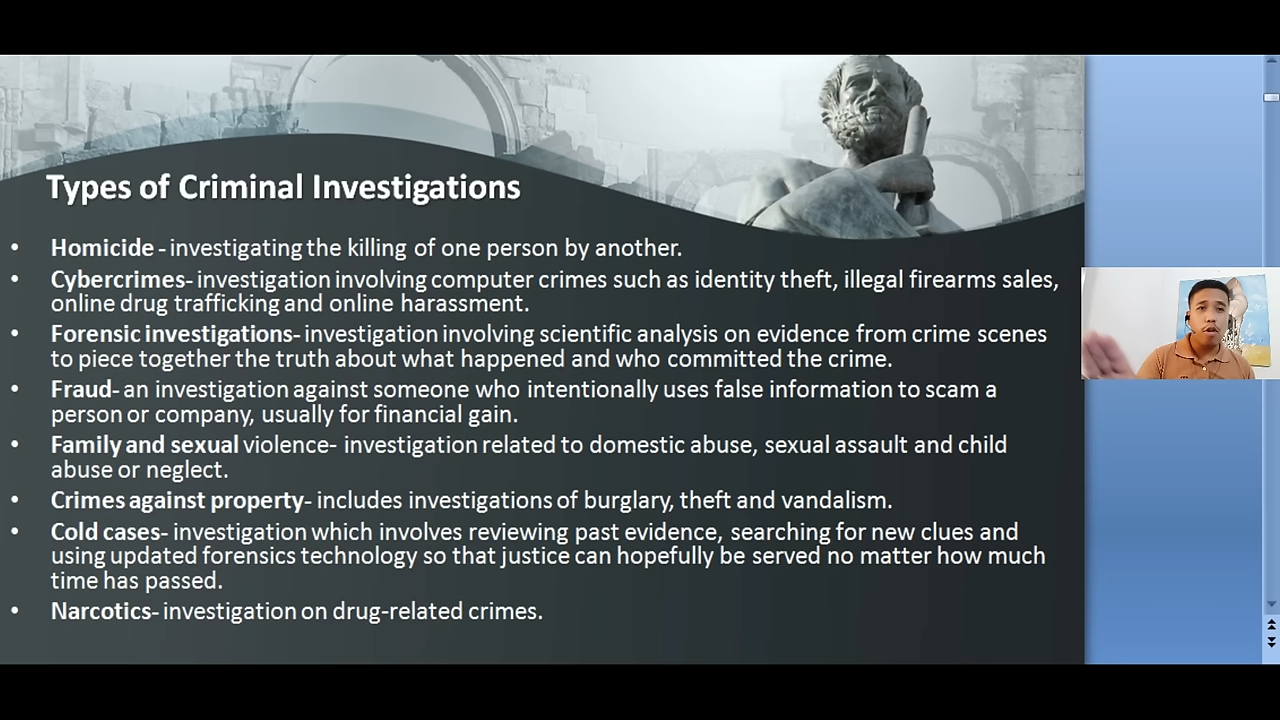 Types of Criminal Investigations
• Homicide - investigating the killing of one person by another.
• Cybercrimes- investigation involving computer crimes such as identity theft, illegal firearms sales,
online drug trafficking and online harassment.
• Forensic investigations- investigation involving scientific analysis on evidence from crime scenes
to piece together the truth about what happened and who committed the crime.
• Fraud- an investigation against someone who intentionally uses false information to scam a
person or company, usually for financial gain.
• Family and sexual violence- investigation related to domestic abuse, sexual assault and child
abuse or neglect.
• Crimes against property- includes investigations of burglary, theft and vandalism.
• Cold cases- investigation which involves reviewing past evidence, searching for new clues and
using updated forensics technology so that justice can hopefully be served no matter how much
time has passed.
• Narcotics- investigation on drug-related crimes.